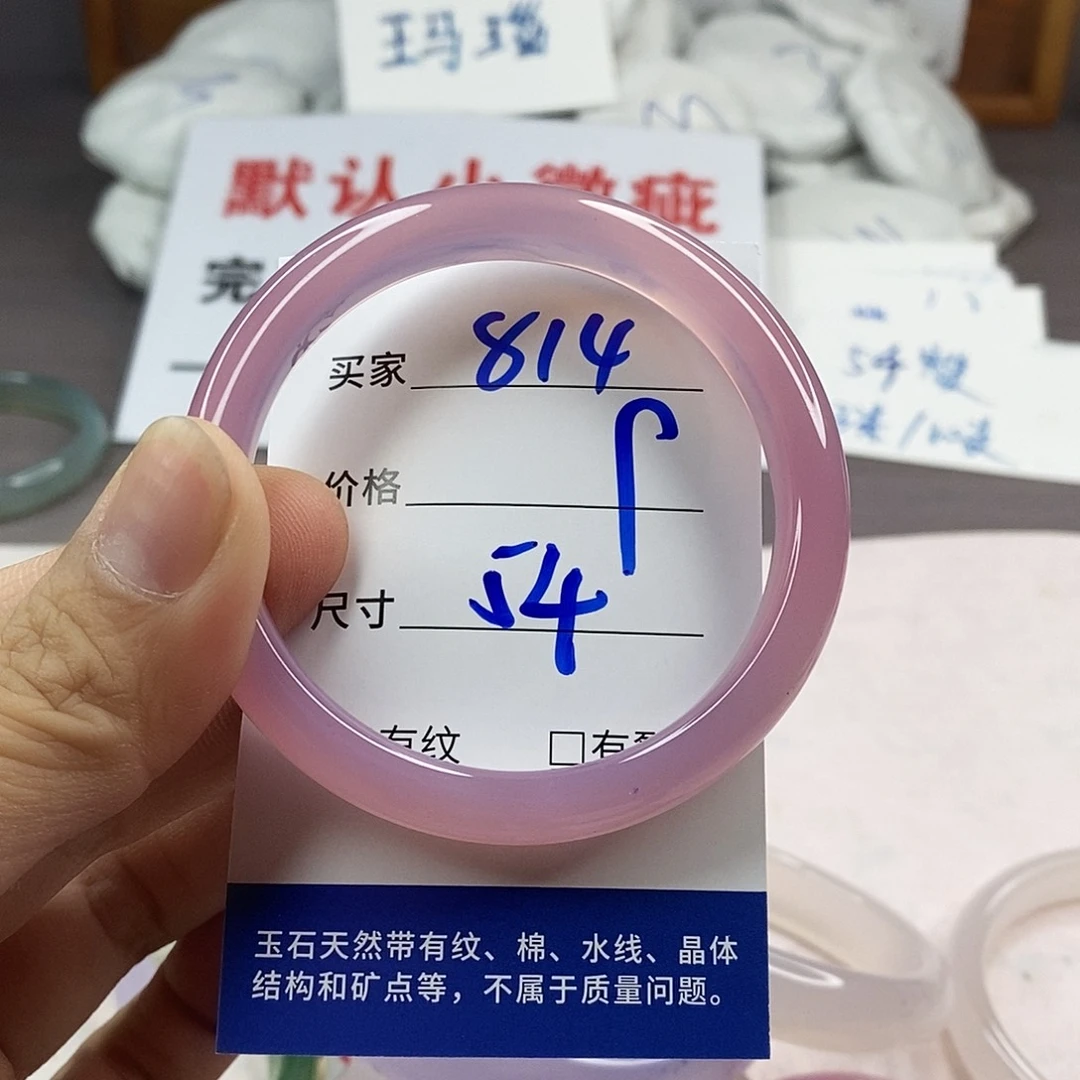 玛瑙
默认小微疵
完
买家 814
价格
尺寸 54
有纹 □有
玉石天然带有纹、棉、水线、晶体
结构和矿点等，不属于质量问题。
54